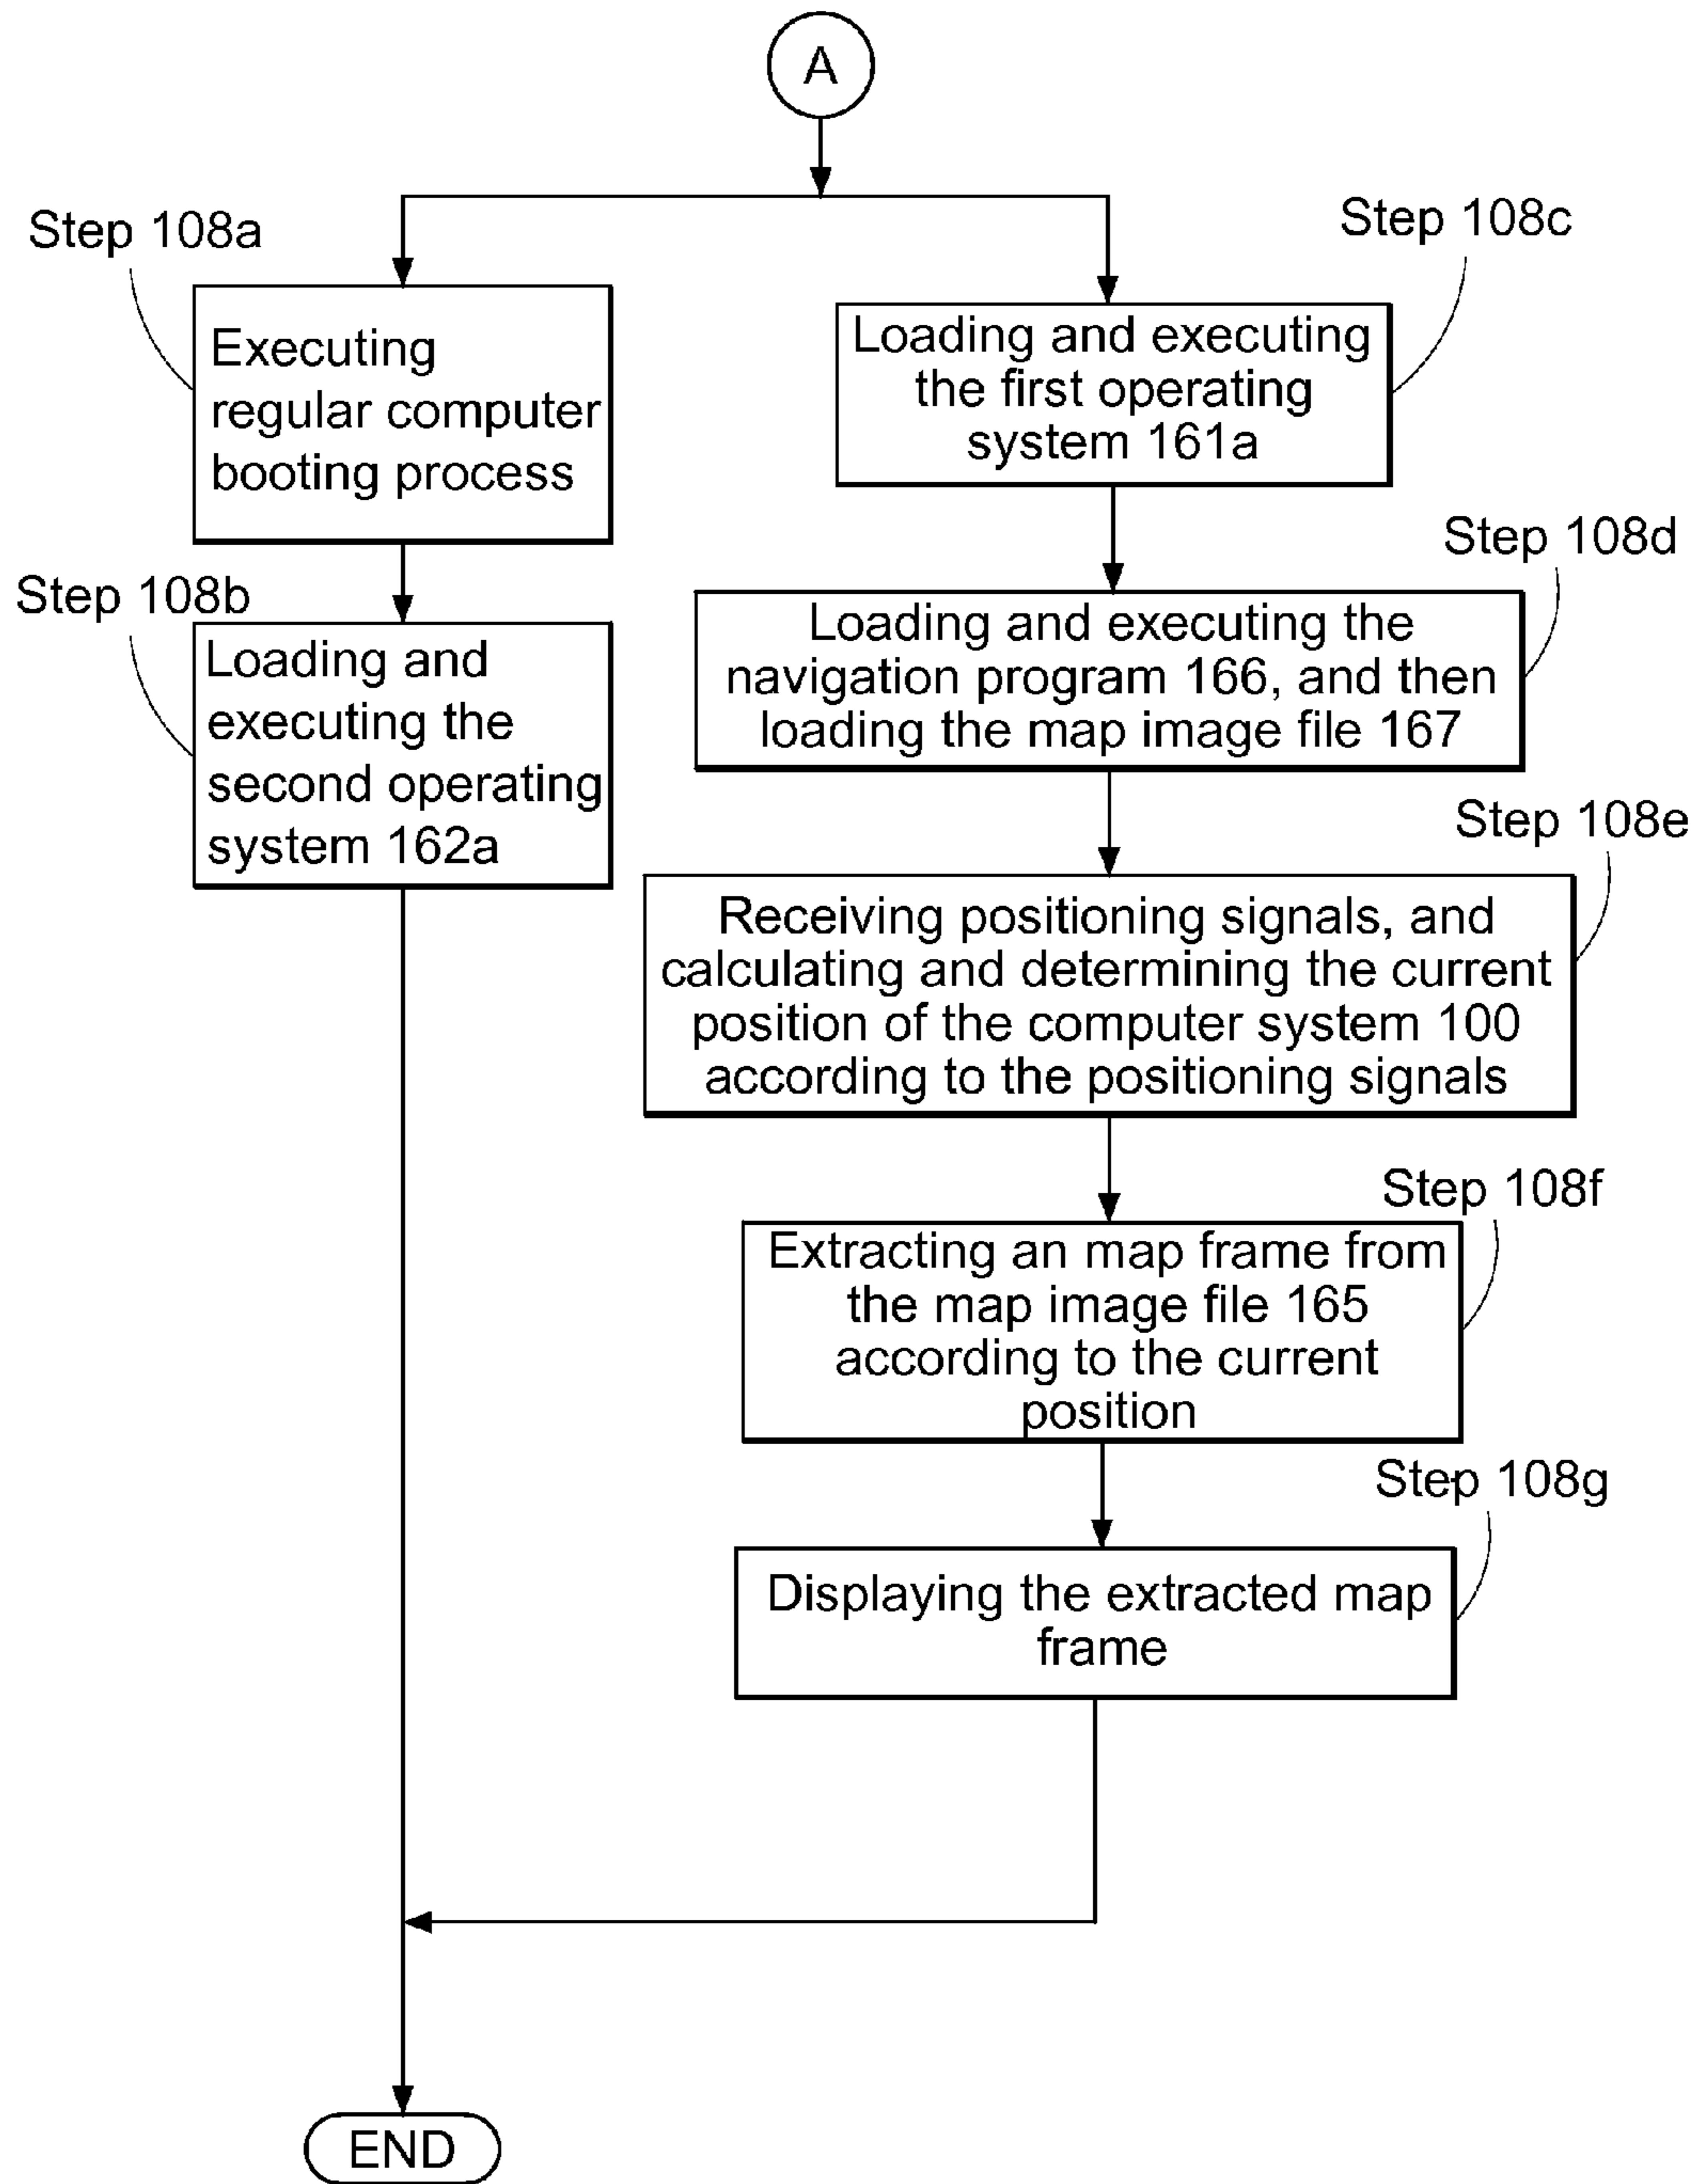 A
Step 108a
Executing
regular computer
booting process
Step 108b
Loading and
executing the
second operating
system 162a
Step 108c
Loading and executing
the first operating
system 161a
Step 108d
Loading and executing the
navigation program 166, and then
loading the map image file 167
Step 108e
Receiving positioning signals, and
calculating and determining the current
position of the computer system 100
according to the positioning signals
Step 108f
Extracting an map frame from
the map image file 165
according to the current
position
Step 108g
Displaying the extracted map
frame
END